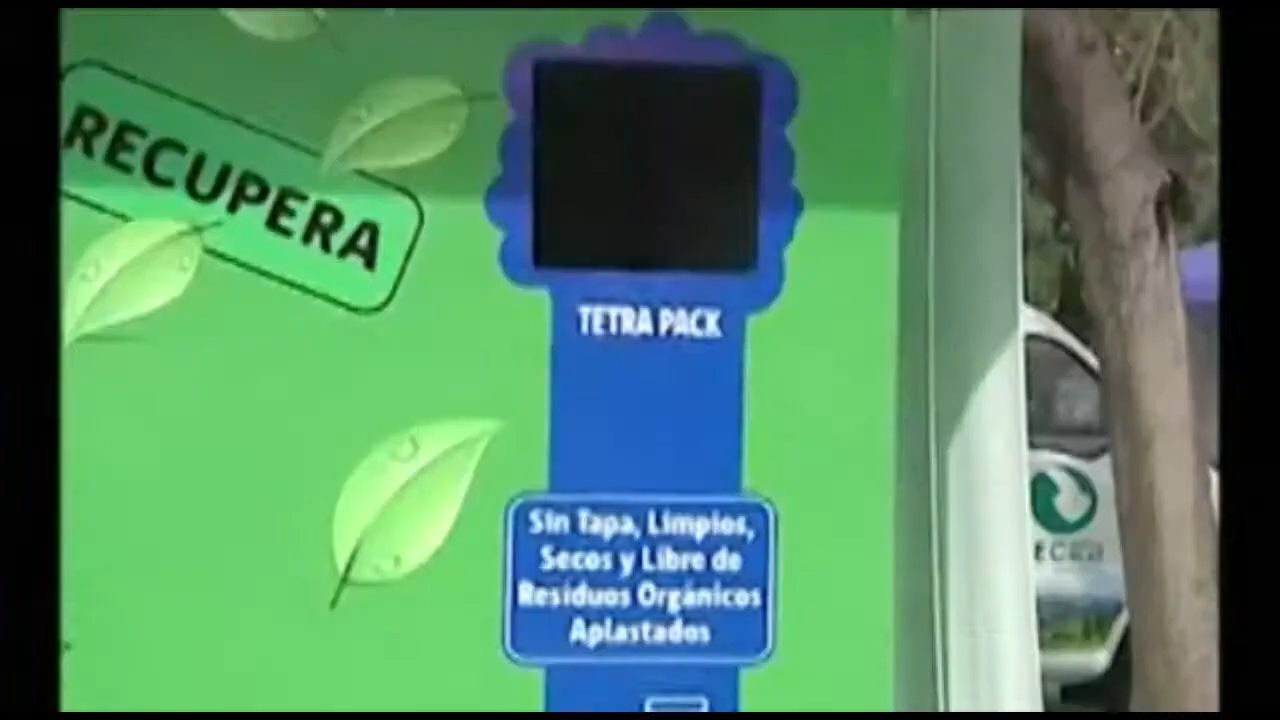 RECUPERA
TETRA PACK
Sin Tapa, Limpios,
Secos y Libre de
Residuos Orgánicos
Aplastados